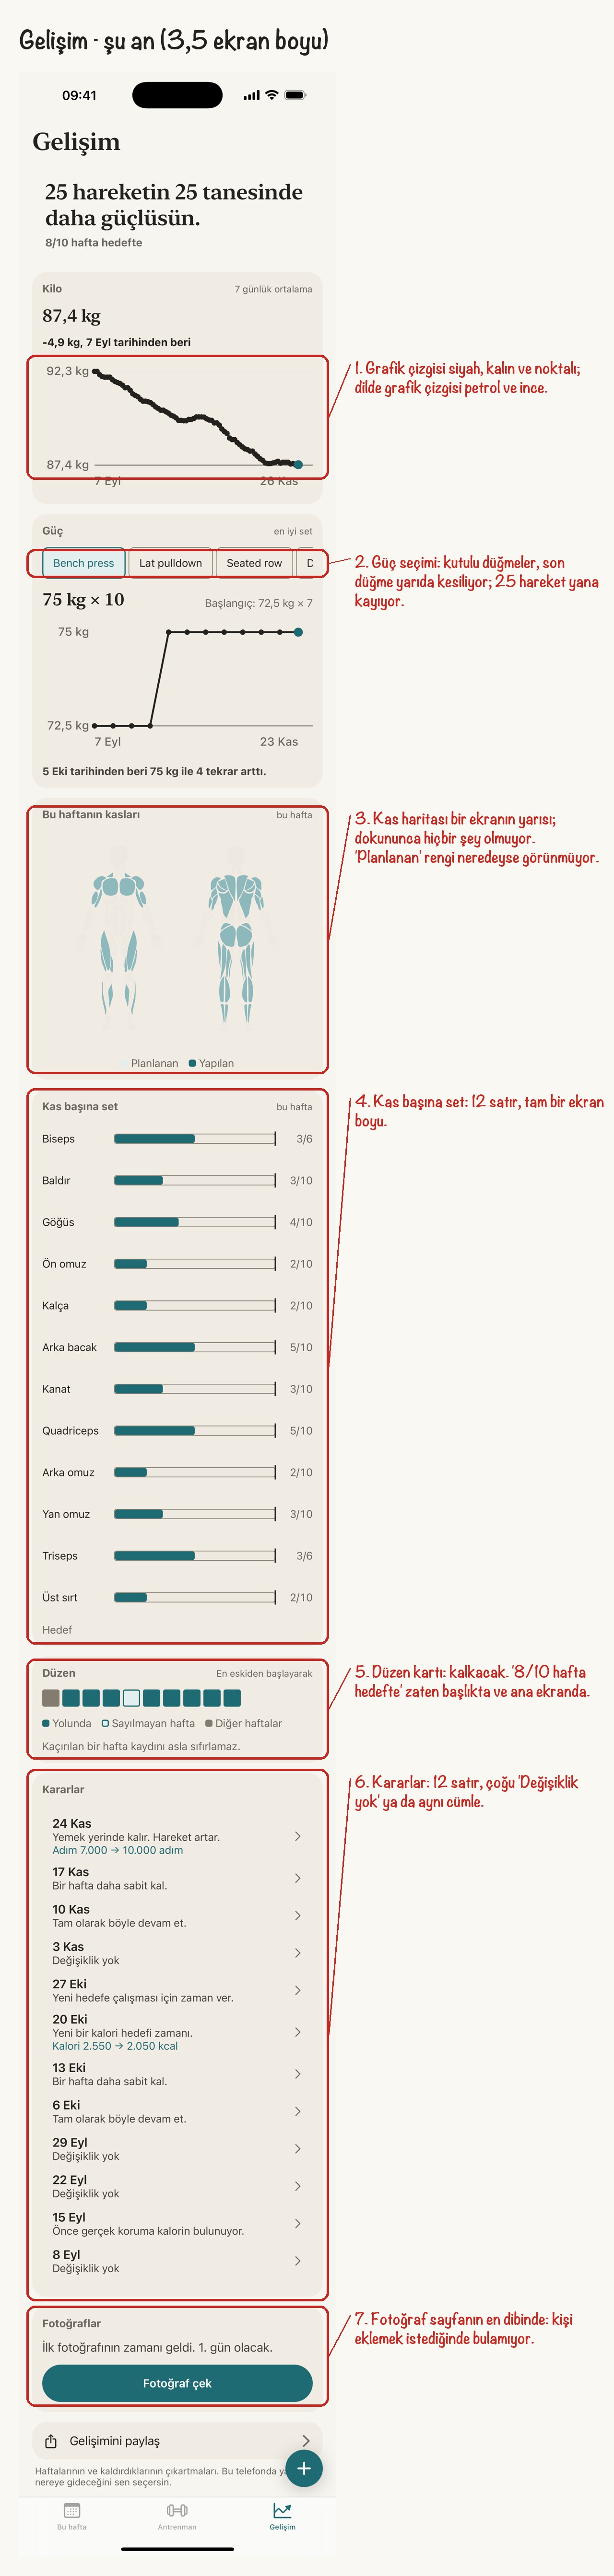 Gelişim - şu an (3,5 ekran boyu)
09:41
Gelişim
25 hareketin 25 tanesinde
daha güçlüsün.
8/10 hafta hedefte
Kilo
7 günlük ortalama
87,4 kg
-4,9 kg, 7 Eyl tarihinden beri
92,3 kg
87,4 kg
7 Eyl
26 Kas
1. Grafik çizgisi siyah, kalın ve noktalı;
dilde grafik çizgisi petrol ve ince.
Güç
en iyi set
Bench press
Lat pulldown
Seated row
2. Güç seçimi: kutulu düğmeler, son
düğme yarıda kesiliyor; 25 hareket yana
kayıyor.
75 kg × 10
Başlangıç: 72,5 kg × 7
75 kg
72,5 kg
7 Eyl
23 Kas
5 Eki tarihinden beri 75 kg ile 4 tekrar arttı.
Bu haftanın kasları
bu hafta
3. Kas haritası bir ekranın yarısı;
dokununca hiçbir şey olmuyor.
'Planlanan' rengi neredeyse görünmüyor.
Planlanan
Yapılan
Kas başına set
bu hafta
4. Kas başına set: 12 satır, tam bir ekran
boyu.
Biseps 3/6
Baldır 3/10
Göğüs 4/10
Ön omuz 2/10
Kalça 2/10
Arka bacak 5/10
Kanat 3/10
Quadriceps 5/10
Arka omuz 2/10
Yan omuz 3/10
Triseps 3/6
Üst sırt 2/10
Hedef
Düzen
En eskiden başlayarak
Yolunda
Sayılmayan hafta
Diğer haftalar
Kaçırılan bir hafta kaydını asla sıfırlamaz.
5. Düzen kartı: kalkacak. '8/10 hafta
hedefte' zaten başlıkta ve ana ekranda.
Kararlar
6. Kararlar: 12 satır, çoğu 'Değişiklik
yok' ya da aynı cümle.
24 Kas
Yemek yerinde kalır. Hareket artar.
Adım 7.000 → 10.000 adım
17 Kas
Bir hafta daha sabit kal.
10 Kas
Tam olarak böyle devam et.
3 Kas
Değişiklik yok
27 Eki
Yeni hedefe çalışması için zaman ver.
20 Eki
Yeni bir kalori hedefi zamanı.
Kalori 2.550 → 2.050 kcal
13 Eki
Bir hafta daha sabit kal.
6 Eki
Tam olarak böyle devam et.
29 Eyl
Değişiklik yok
22 Eyl
Değişiklik yok
15 Eyl
Önce gerçek koruma kalorin bulunuyor.
8 Eyl
Değişiklik yok
Fotoğraflar
İlk fotoğrafının zamanı geldi. 1. gün olacak.
Fotoğraf çek
7. Fotoğraf sayfanın en dibinde: kişi
eklemek istediğinde bulamıyor.
Gelişimini paylaş
Haftalarının ve kaldırdıklarının çıkartmaları. Bu telefonda
nereye gideceğini sen seçersin.
Bu hafta
Antrenman
Gelişim